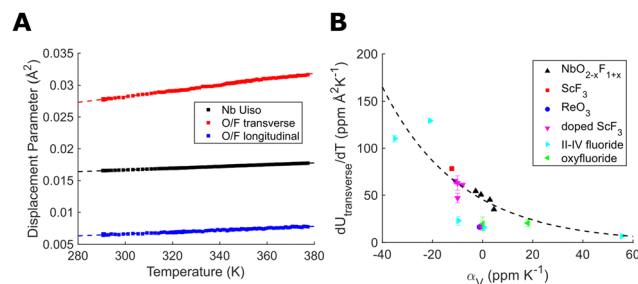 A
B
Displacement Parameter (Å²)
0.035
0.03
0.025
0.02
0.015
0.01
0.005
Nb Uiso
O/F transverse
O/F longitudinal
280 300 320 340 360 380
Temperature (K)
dU_transverse/dT (ppm Å²K⁻¹)
200
150
100
50
0
NbO₂₋ₓF₁₊ₓ
ScF₃
ReO₃
doped ScF₃
II-IV fluoride
oxyfluoride
-40 -20 0 20 40 60
α_V (ppm K⁻¹)